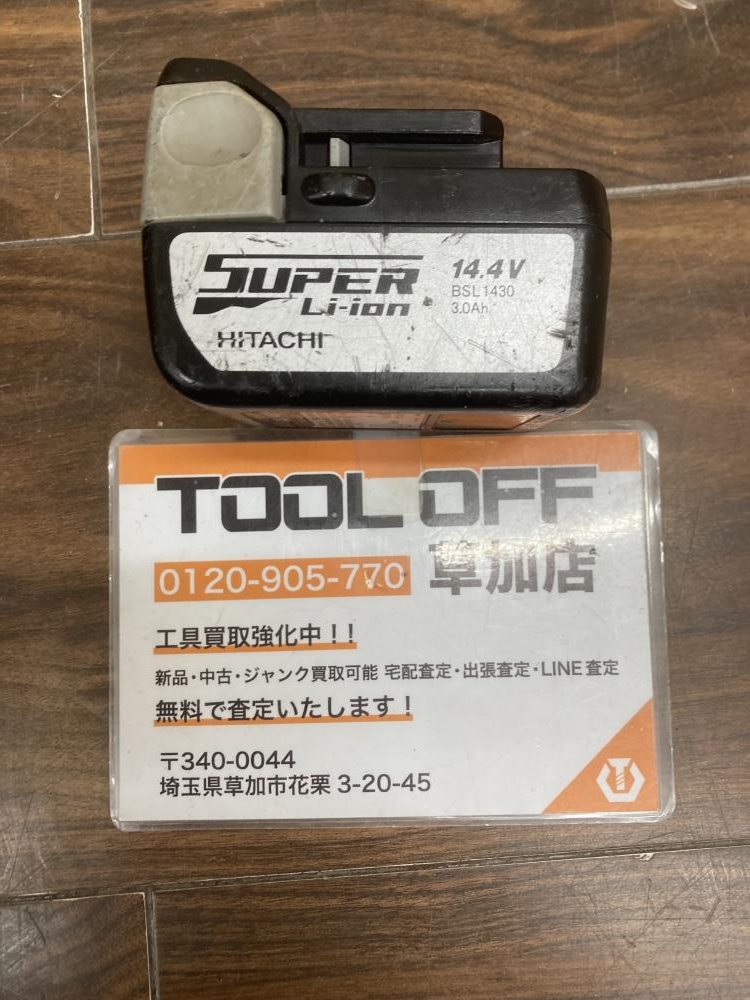 SUPER
Li-ion
HITACHI
14.4V
BSL1430
3.0Ah
TOOL OFF
0120-905-770 草加店
工具買取強化中!!
新品・中古・ジャンク買取可能 宅配査定・出張査定・LINE査定
無料で査定いたします!
〒340-0044
埼玉県草加市花栗 3-20-45